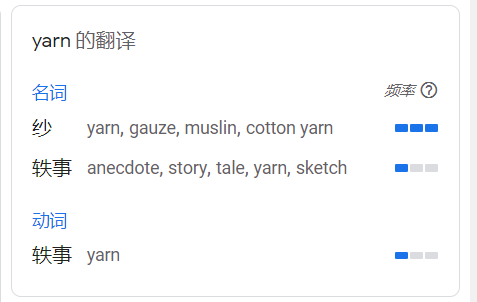 yarn 的翻译
名词 频率
纱 yarn, gauze, muslin, cotton yarn
轶事 anecdote, story, tale, yarn, sketch
动词
轶事 yarn